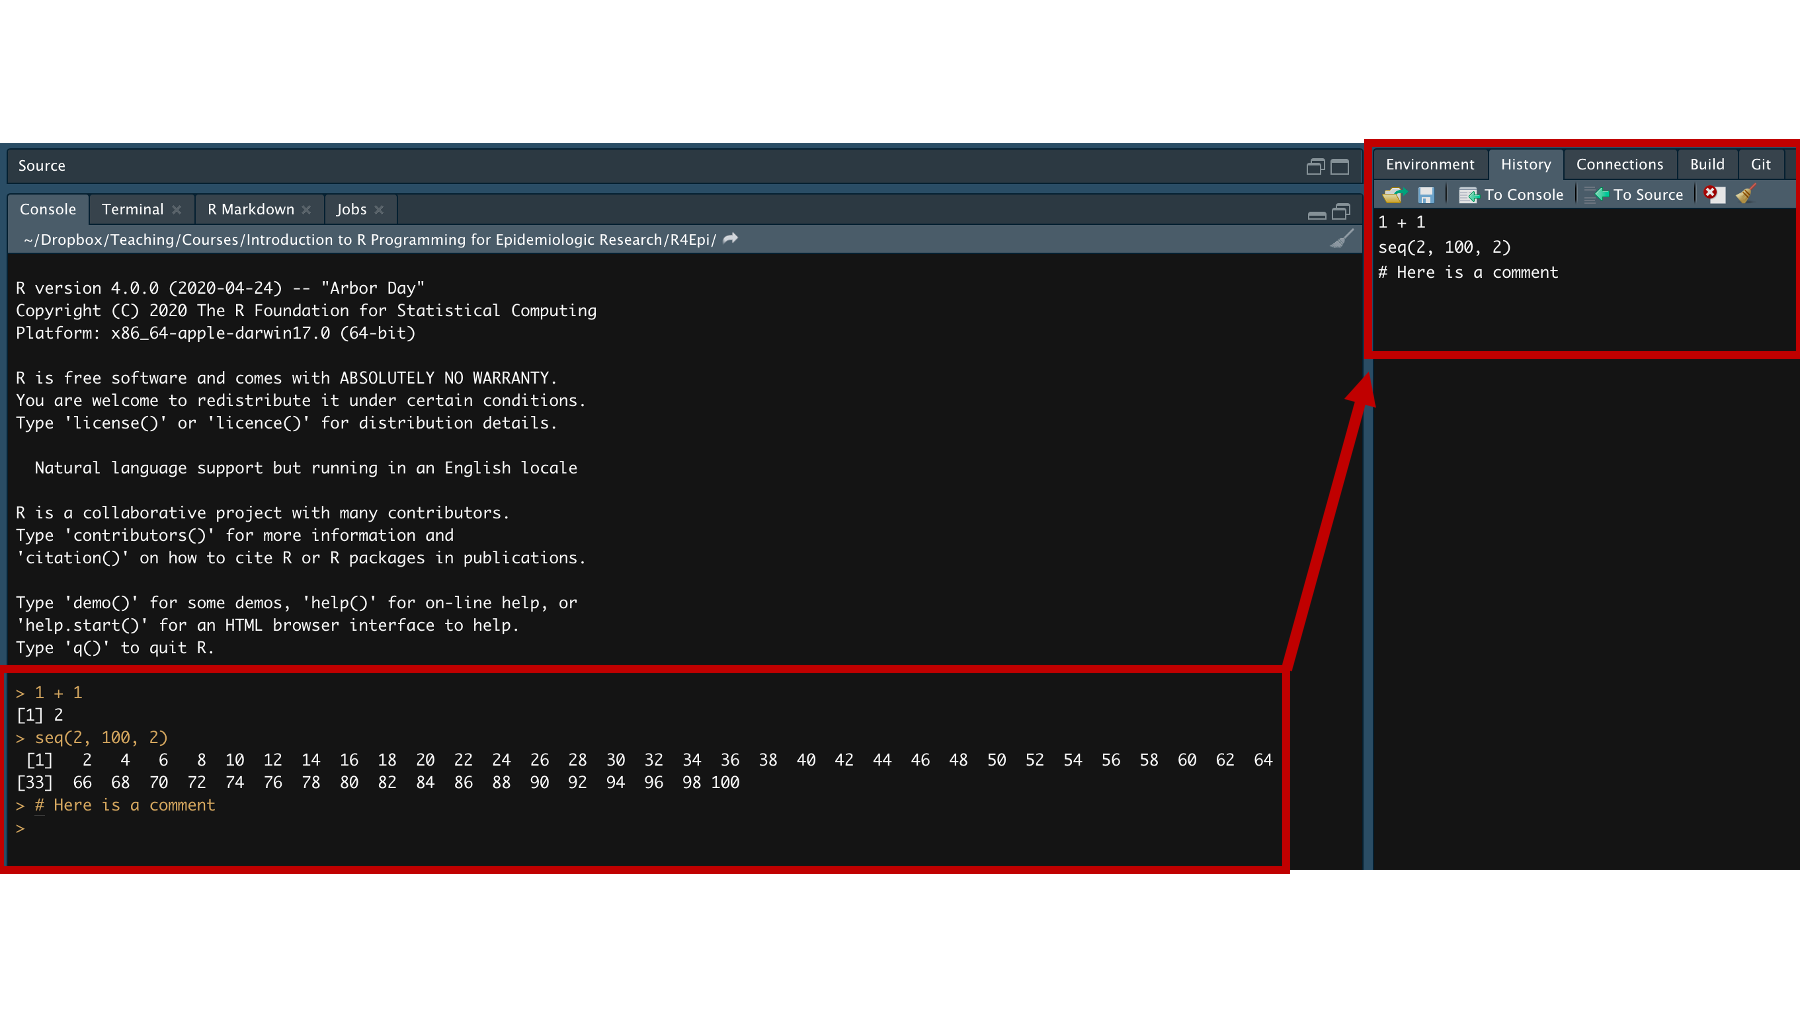 Source
Console Terminal R Markdown Jobs
~/Dropbox/Teaching/Courses/Introduction to R Programming for Epidemiologic Research/R4Epi/
R version 4.0.0 (2020-04-24) -- "Arbor Day"
Copyright (C) 2020 The R Foundation for Statistical Computing
Platform: x86_64-apple-darwin17.0 (64-bit)
R is free software and comes with ABSOLUTELY NO WARRANTY.
You are welcome to redistribute it under certain conditions.
Type 'license()' or 'licence()' for distribution details.
Natural language support but running in an English locale
R is a collaborative project with many contributors.
Type 'contributors()' for more information and
'citation()' on how to cite R or R packages in publications.
Type 'demo()' for some demos, 'help()' for on-line help, or
'help.start()' for an HTML browser interface to help.
Type 'q()' to quit R.
> 1 + 1
[1] 2
> seq(2, 100, 2)
[1] 2 4 6 8 10 12 14 16 18 20 22 24 26 28 30 32 34 36 38 40 42 44 46 48 50 52 54 56 58 60 62 64
[33] 66 68 70 72 74 76 78 80 82 84 86 88 90 92 94 96 98 100
> # Here is a comment
>
Environment History Connections Build Git
To Console To Source
1 + 1
seq(2, 100, 2)
# Here is a comment